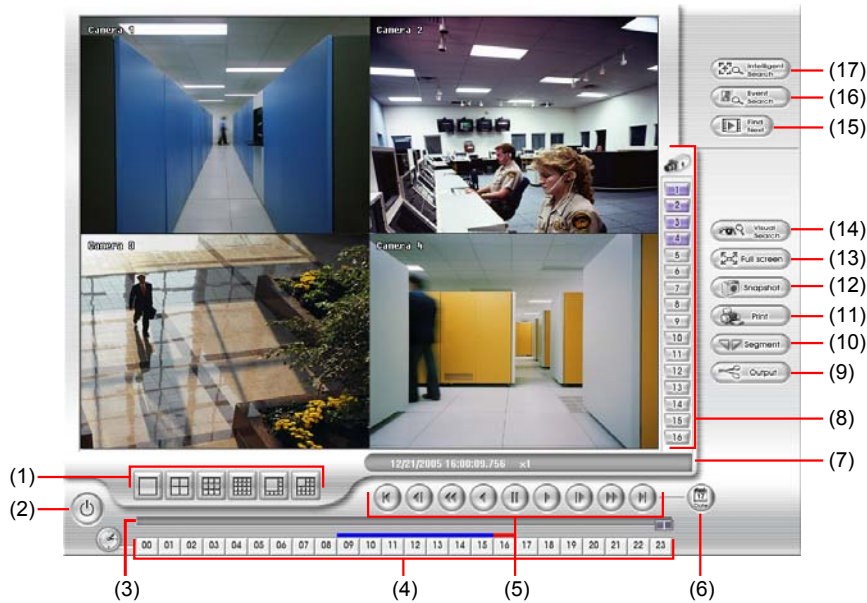 Camera 1
Camera 2
Camera 3
Camera 4
Intelligent Search
(17)
Event Search
(16)
Find Next
(15)
1
2
3
4
5
6
7
8
9
10
11
12
13
14
15
16
Visual Search
(14)
Full screen
(13)
Snapshot
(12)
Print
(11)
Segment
(10)
Output
(9)
(8)
12/21/2005 16:00:09.756 ×1
(7)
(1)
(2)
Date
00 01 02 03 04 05 06 07 08 09 10 11 12 13 14 15 16 17 18 19 20 21 22 23
(3)
(4)
(5)
(6)